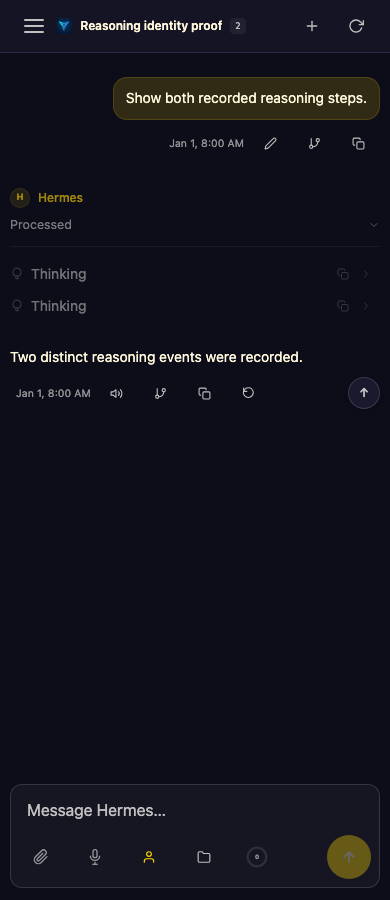 Reasoning identity proof 2
Show both recorded reasoning steps.
Jan 1, 8:00 AM
H Hermes
Processed
Thinking
Thinking
Two distinct reasoning events were recorded.
Jan 1, 8:00 AM
Message Hermes...
0